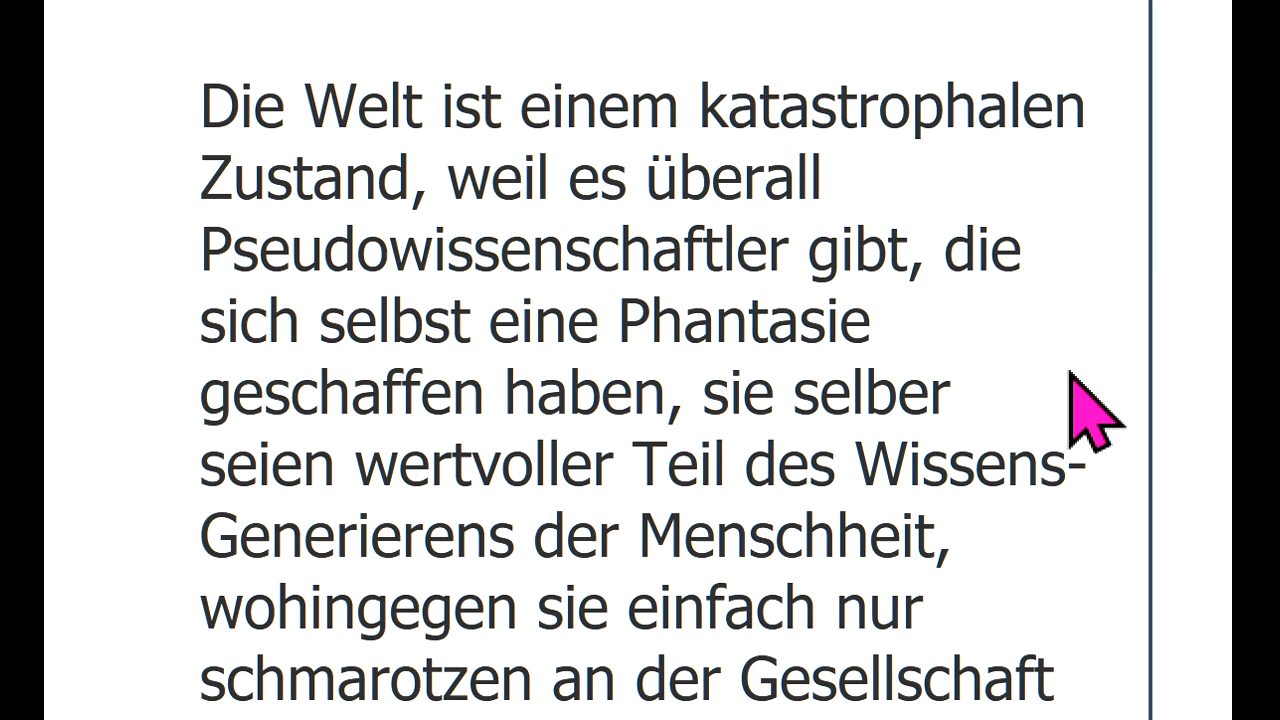 Die Welt ist einem katastrophalen
Zustand, weil es überall
Pseudowissenschaftler gibt, die
sich selbst eine Phantasie
geschaffen haben, sie selber
seien wertvoller Teil des Wissens-
Generierens der Menschheit,
wohingegen sie einfach nur
schmarotzen an der Gesellschaft